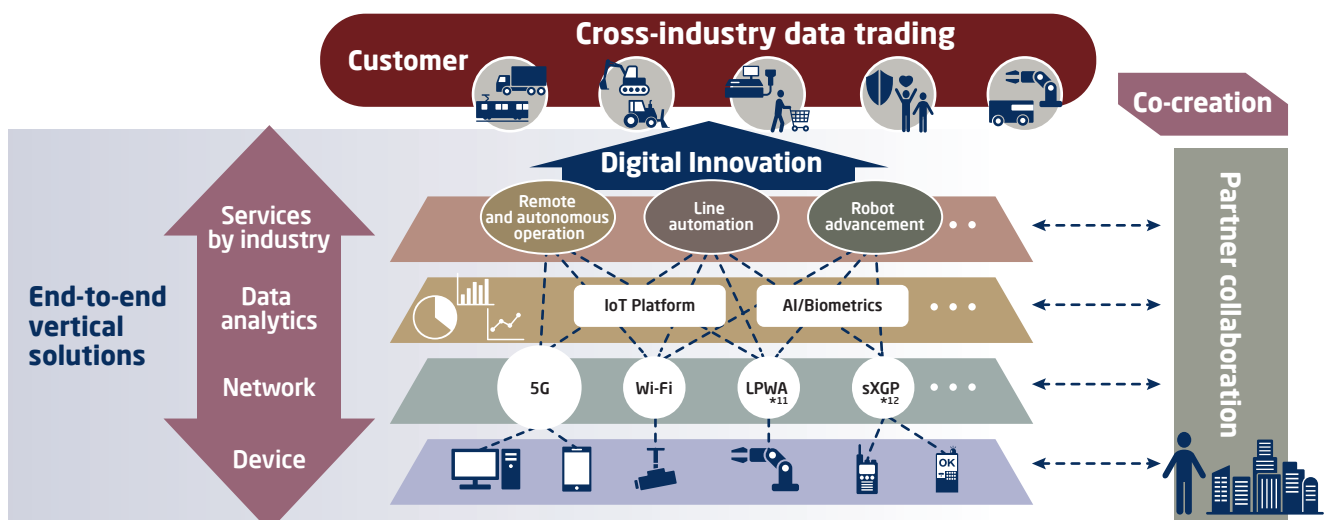 Cross-industry data trading
Customer
Co-creation
Digital Innovation
Services
by industry
Remote
and autonomous
operation
Line
automation
Robot
advancement
Partner collaboration
End-to-end
vertical
solutions
Data
analytics
IoT Platform
AI/Biometrics
Network
5G
Wi-Fi
LPWA
*11
sXGP
*12
Device
OK